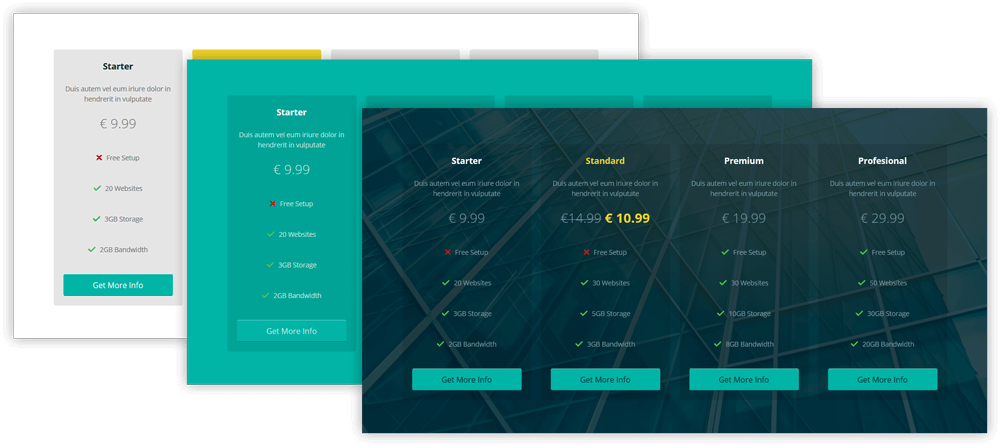 Starter
Duis autem vel eum iriure dolor in
hendrerit in vulputate
€ 9.99
Free Setup
20 Websites
3GB Storage
2GB Bandwidth
Get More Info
Starter
Duis autem vel eum iriure dolor in
hendrerit in vulputate
€ 9.99
Free Setup
20 Websites
3GB Storage
2GB Bandwidth
Get More Info
Starter
Duis autem vel eum iriure dolor in
hendrerit in vulputate
€ 9.99
Free Setup
20 Websites
3GB Storage
2GB Bandwidth
Get More Info
Standard
Duis autem vel eum iriure dolor in
hendrerit in vulputate
€14.99 € 10.99
Free Setup
30 Websites
5GB Storage
3GB Bandwidth
Get More Info
Premium
Duis autem vel eum iriure dolor in
hendrerit in vulputate
€ 19.99
Free Setup
30 Websites
10GB Storage
8GB Bandwidth
Get More Info
Profesional
Duis autem vel eum iriure dolor in
hendrerit in vulputate
€ 29.99
Free Setup
50 Websites
30GB Storage
20GB Bandwidth
Get More Info